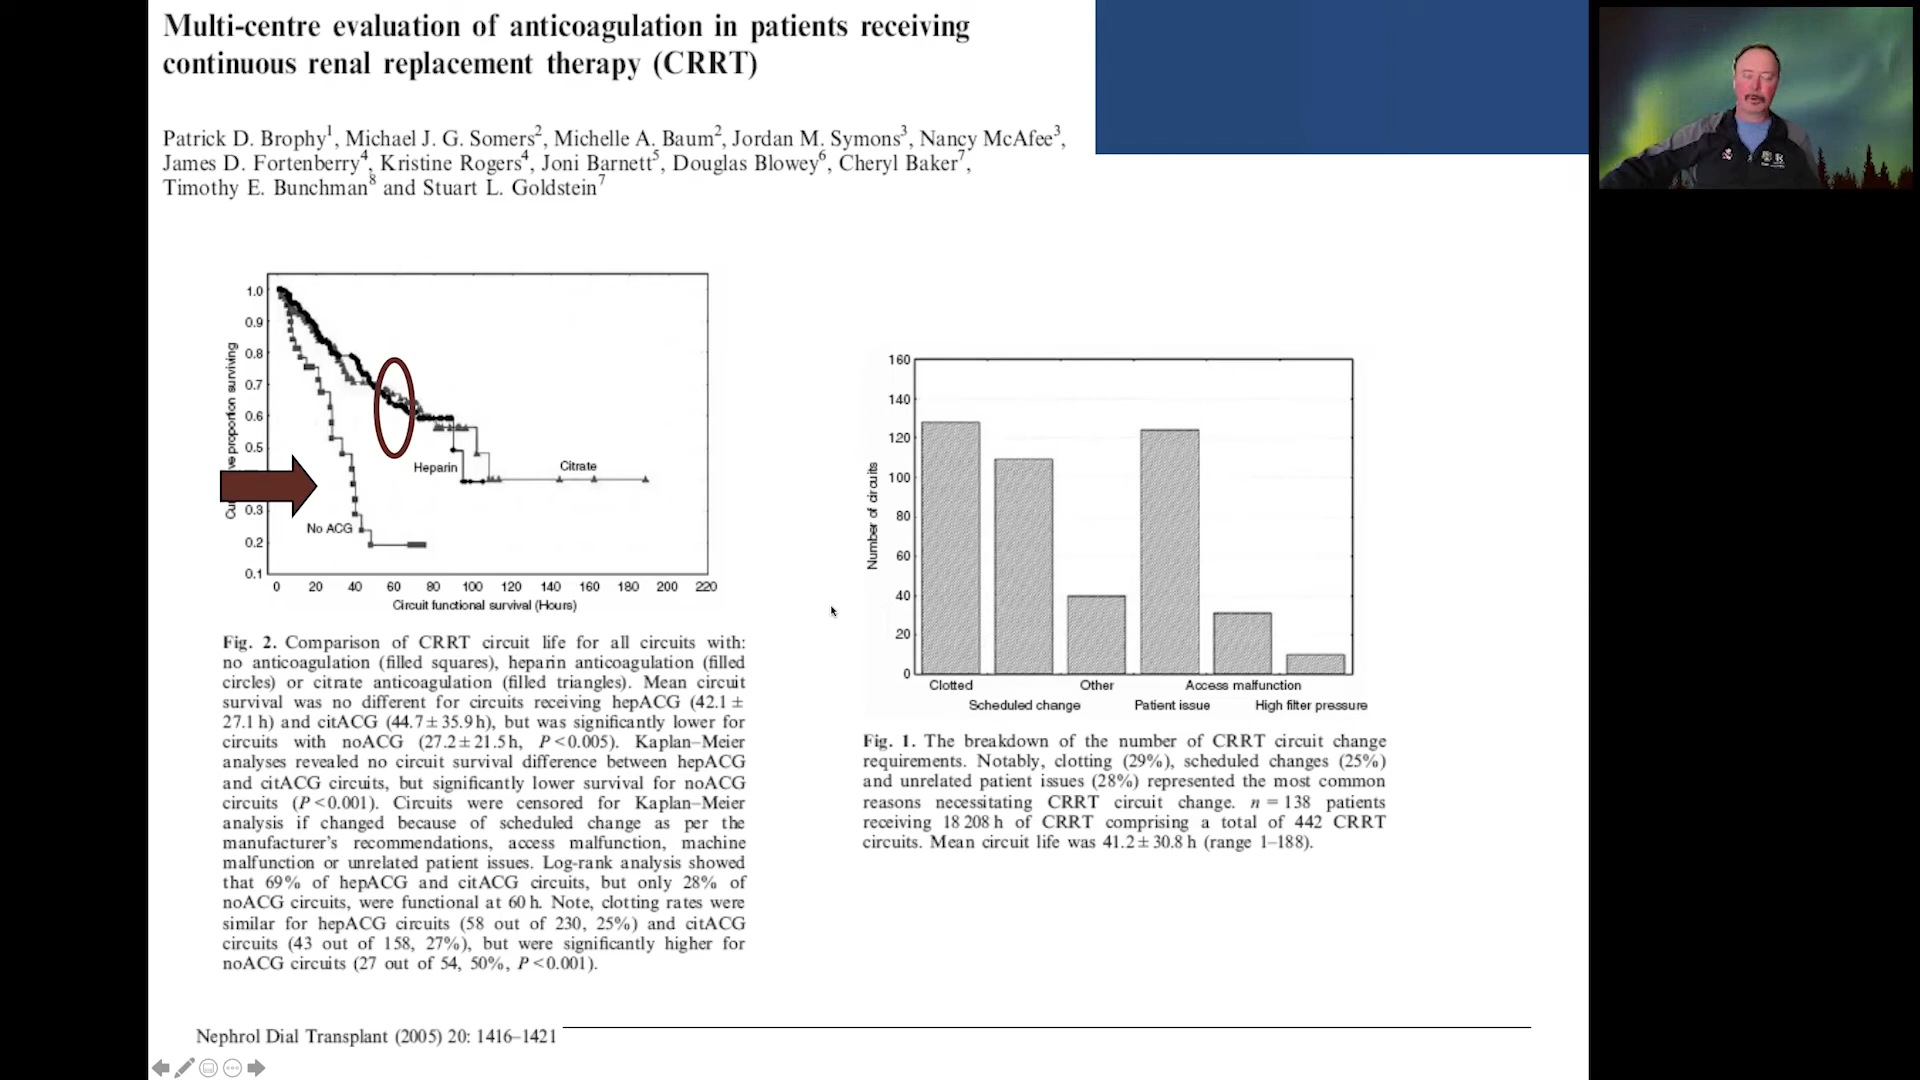 Multi-centre evaluation of anticoagulation in patients receiving
continuous renal replacement therapy (CRRT)
Patrick D. Brophy1, Michael J. G. Somers2, Michelle A. Baum2, Jordan M. Symons3, Nancy McAfee3,
James D. Fortenberry4, Kristine Rogers4, Joni Barnett5, Douglas Blowey6, Cheryl Baker7,
Timothy E. Bunchman8 and Stuart L. Goldstein7
1.0
0.9
0.8
0.7
0.6
0.5
0.3
0.2
0.1
proportion surviving
Heparin
Citrate
No ACG
0 20 40 60 80 100 120 140 160 180 200 220
Circuit functional survival (Hours)
Fig. 2. Comparison of CRRT circuit life for all circuits with:
no anticoagulation (filled squares), heparin anticoagulation (filled
circles) or citrate anticoagulation (filled triangles). Mean circuit
survival was no different for circuits receiving hepACG (42.1 ±
27.1 h) and citACG (44.7 ± 35.9 h), but was significantly lower for
circuits with noACG (27.2 ± 21.5 h, P < 0.005). Kaplan–Meier
analyses revealed no circuit survival difference between hepACG
and citACG circuits, but significantly lower survival for noACG
circuits (P < 0.001). Circuits were censored for Kaplan–Meier
analysis if changed because of scheduled change as per the
manufacturer's recommendations, access malfunction, machine
malfunction or unrelated patient issues. Log-rank analysis showed
that 69% of hepACG and citACG circuits, but only 28% of
noACG circuits, were functional at 60 h. Note, clotting rates were
similar for hepACG circuits (58 out of 230, 25%) and citACG
circuits (43 out of 158, 27%), but were significantly higher for
noACG circuits (27 out of 54, 50%, P < 0.001).
160
140
120
100
80
60
40
20
0
Number of circuits
Clotted Other Access malfunction
Scheduled change Patient issue High filter pressure
Fig. 1. The breakdown of the number of CRRT circuit change
requirements. Notably, clotting (29%), scheduled changes (25%)
and unrelated patient issues (28%) represented the most common
reasons necessitating CRRT circuit change. n = 138 patients
receiving 18 208 h of CRRT comprising a total of 442 CRRT
circuits. Mean circuit life was 41.2 ± 30.8 h (range 1–188).
Nephrol Dial Transplant (2005) 20: 1416–1421